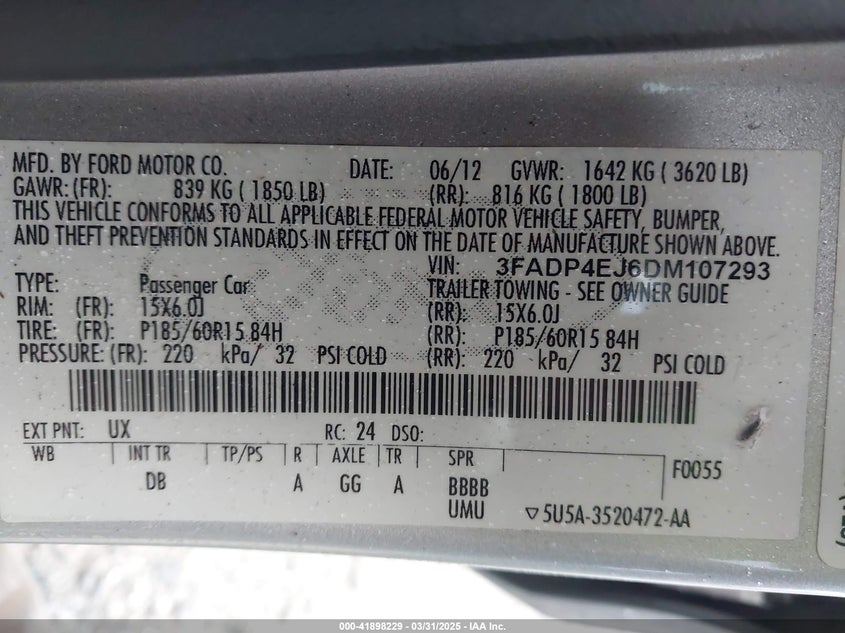 MFD. BY FORD MOTOR CO. DATE: 06/12 GVWR: 1642 KG ( 3620 LB)
GAWR: (FR): 839 KG ( 1850 LB) (RR): 816 KG ( 1800 LB)
THIS VEHICLE CONFORMS TO ALL APPLICABLE FEDERAL MOTOR VEHICLE SAFETY, BUMPER,
AND THEFT PREVENTION STANDARDS IN EFFECT ON THE DATE OF MANUFACTURE SHOWN ABOVE.
VIN: 3FADP4EJ6DM107293
TYPE: Passenger Car TRAILER TOWING - SEE OWNER GUIDE
RIM: (FR): 15X6.0J (RR): 15X6.0J
TIRE: (FR): P185/60R15 84H (RR): P185/60R15 84H
PRESSURE: (FR): 220 kPa/ 32 PSI COLD (RR): 220 kPa/ 32 PSI COLD
EXT PNT: UX RC: 24 DSO:
WB INT TR TP/PS R AXLE TR SPR F0055
DB A GG A BBBB
UMU 5U5A-3520472-AA
000-41898229 — 03/31/2025 — IAA Inc.